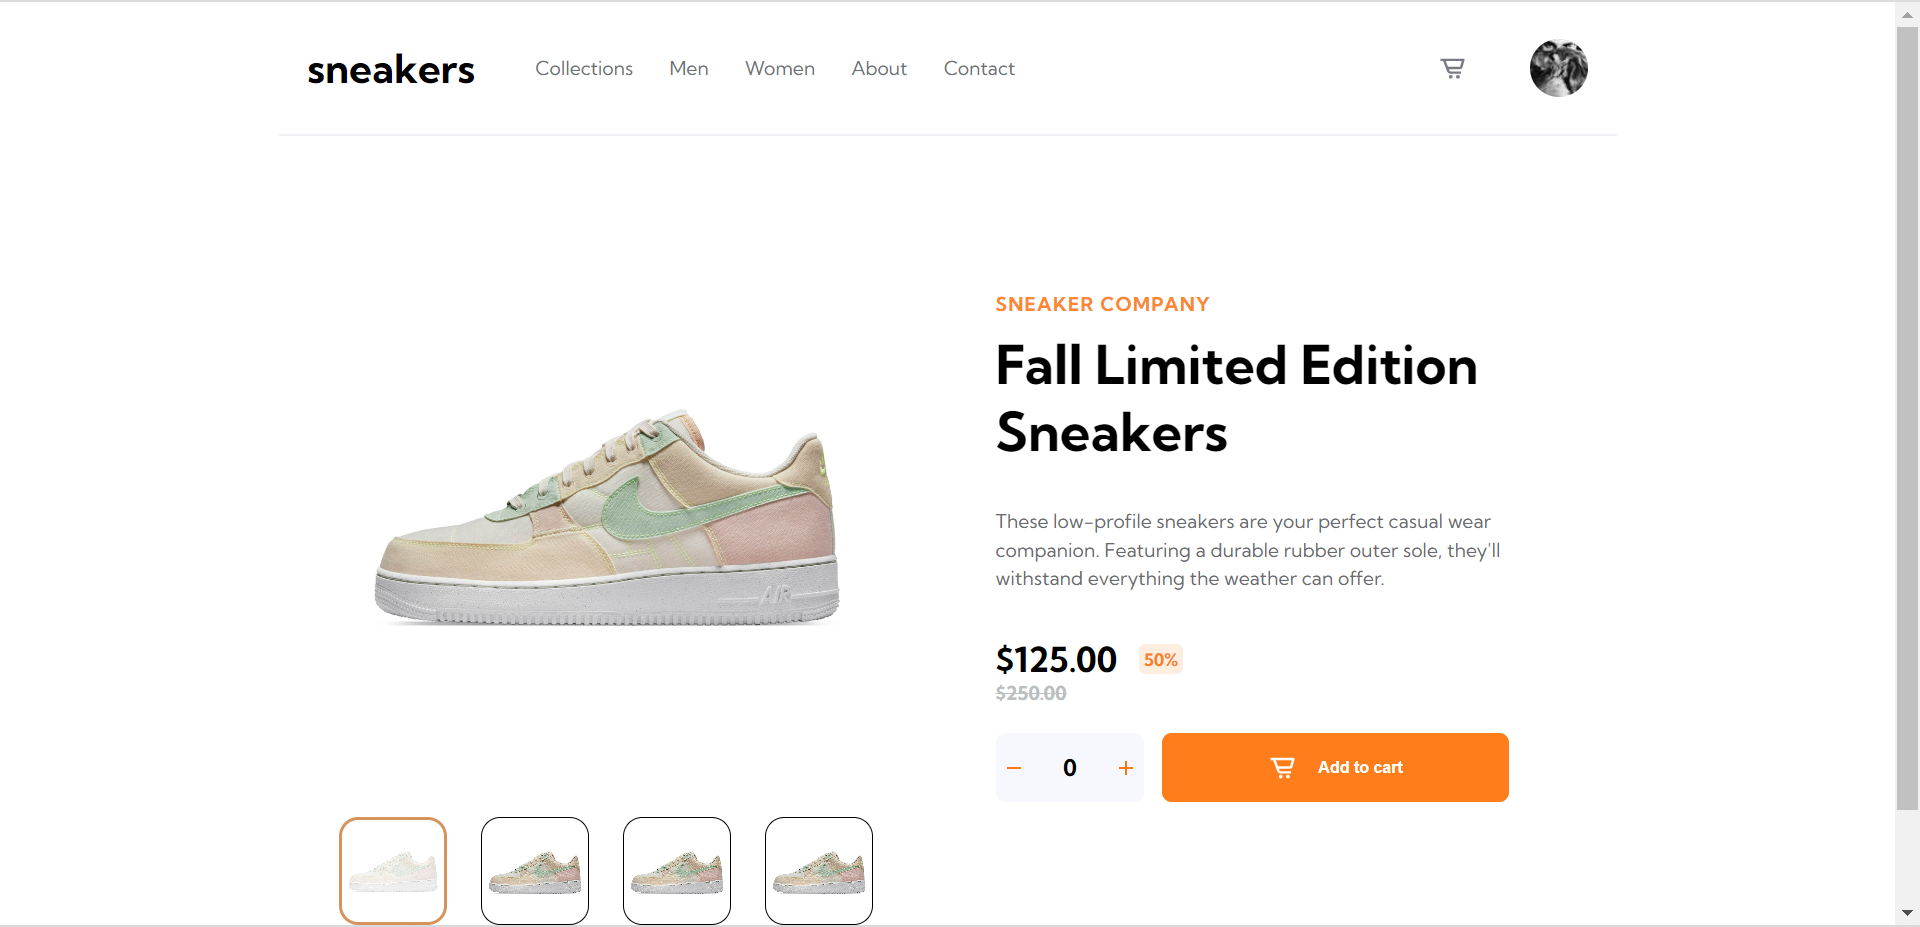 sneakers
Collections Men Women About Contact
SNEAKER COMPANY
Fall Limited Edition
Sneakers
These low-profile sneakers are your perfect casual wear
companion. Featuring a durable rubber outer sole, they'll
withstand everything the weather can offer.
$125.00 50%
$250.00
0 Add to cart
AIR